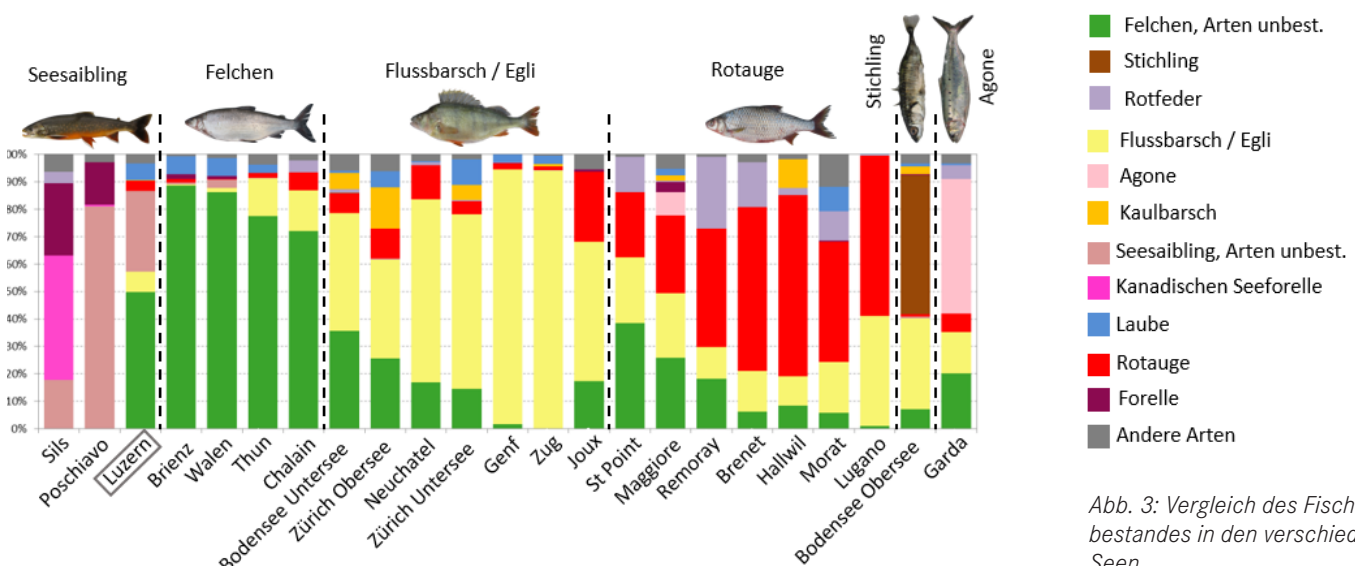 Seesaibling
Felchen
Flussbarsch / Egli
Rotauge
Stichling
Agone
00%
90%
80%
70%
60%
50%
40%
30%
20%
10%
0%
Sils
Poschiavo
Luzern
Brienz
Walen
Thun
Chalain
Bodensee Untersee
Zürich Obersee
Neuchatel
Zürich Untersee
Genf
Zug
Joux
St Point
Maggiore
Remoray
Brenet
Hallwil
Morat
Lugano
Bodensee Obersee
Garda
Felchen, Arten unbest.
Stichling
Rotfeder
Flussbarsch / Egli
Agone
Kaulbarsch
Seesaibling, Arten unbest.
Kanadischen Seeforelle
Laube
Rotauge
Forelle
Andere Arten
Abb. 3: Vergleich des Fisch
bestandes in den verschied
Seen